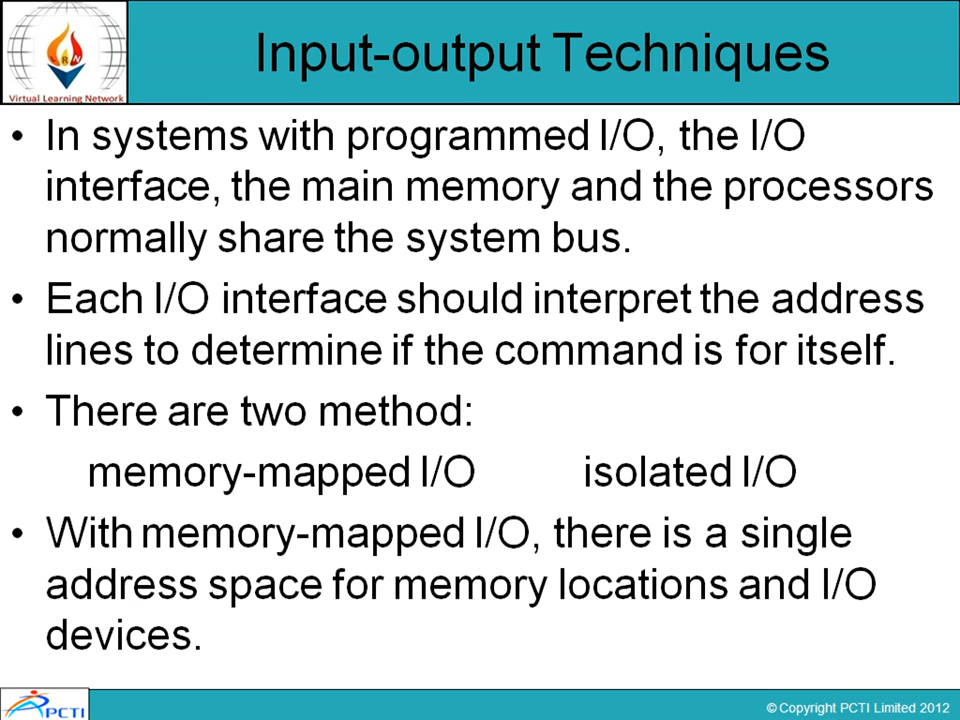 Input-output Techniques
RN
Virtual Learning Network
• In systems with programmed I/O, the I/O
interface, the main memory and the processors
normally share the system bus.
• Each I/O interface should interpret the address
lines to determine if the command is for itself.
• There are two method:
memory-mapped I/O isolated I/O
• With memory-mapped I/O, there is a single
address space for memory locations and I/O
devices.
PCTI
© Copyright PCTI Limited 2012